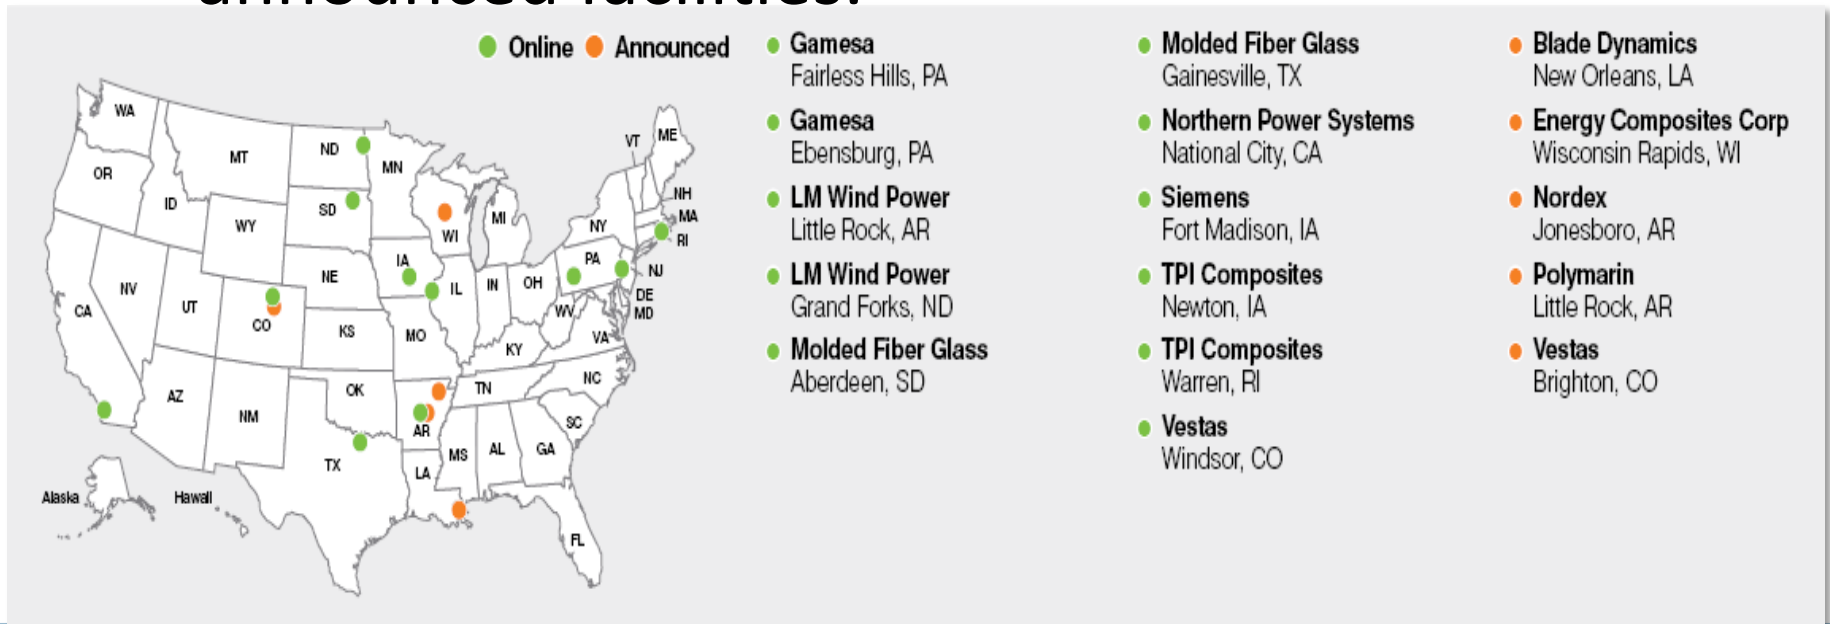 announced facilities.
Online Announced
WA
OR
CA
NV
ID
MT
WY
UT
AZ
CO
NM
ND
SD
NE
KS
OK
TX
MN
IA
MO
AR
LA
WI
IL
MI
IN
OH
KY
TN
MS
AL
GA
FL
SC
NC
VA
WV
PA
NY
VT
ME
NH
MA
RI
NJ
DE
MD
Alaska
Hawaii
Gamesa
Fairless Hills, PA
Gamesa
Ebensburg, PA
LM Wind Power
Little Rock, AR
LM Wind Power
Grand Forks, ND
Molded Fiber Glass
Aberdeen, SD
Molded Fiber Glass
Gainesville, TX
Northern Power Systems
National City, CA
Siemens
Fort Madison, IA
TPI Composites
Newton, IA
TPI Composites
Warren, RI
Vestas
Windsor, CO
Blade Dynamics
New Orleans, LA
Energy Composites Corp
Wisconsin Rapids, WI
Nordex
Jonesboro, AR
Polymarin
Little Rock, AR
Vestas
Brighton, CO